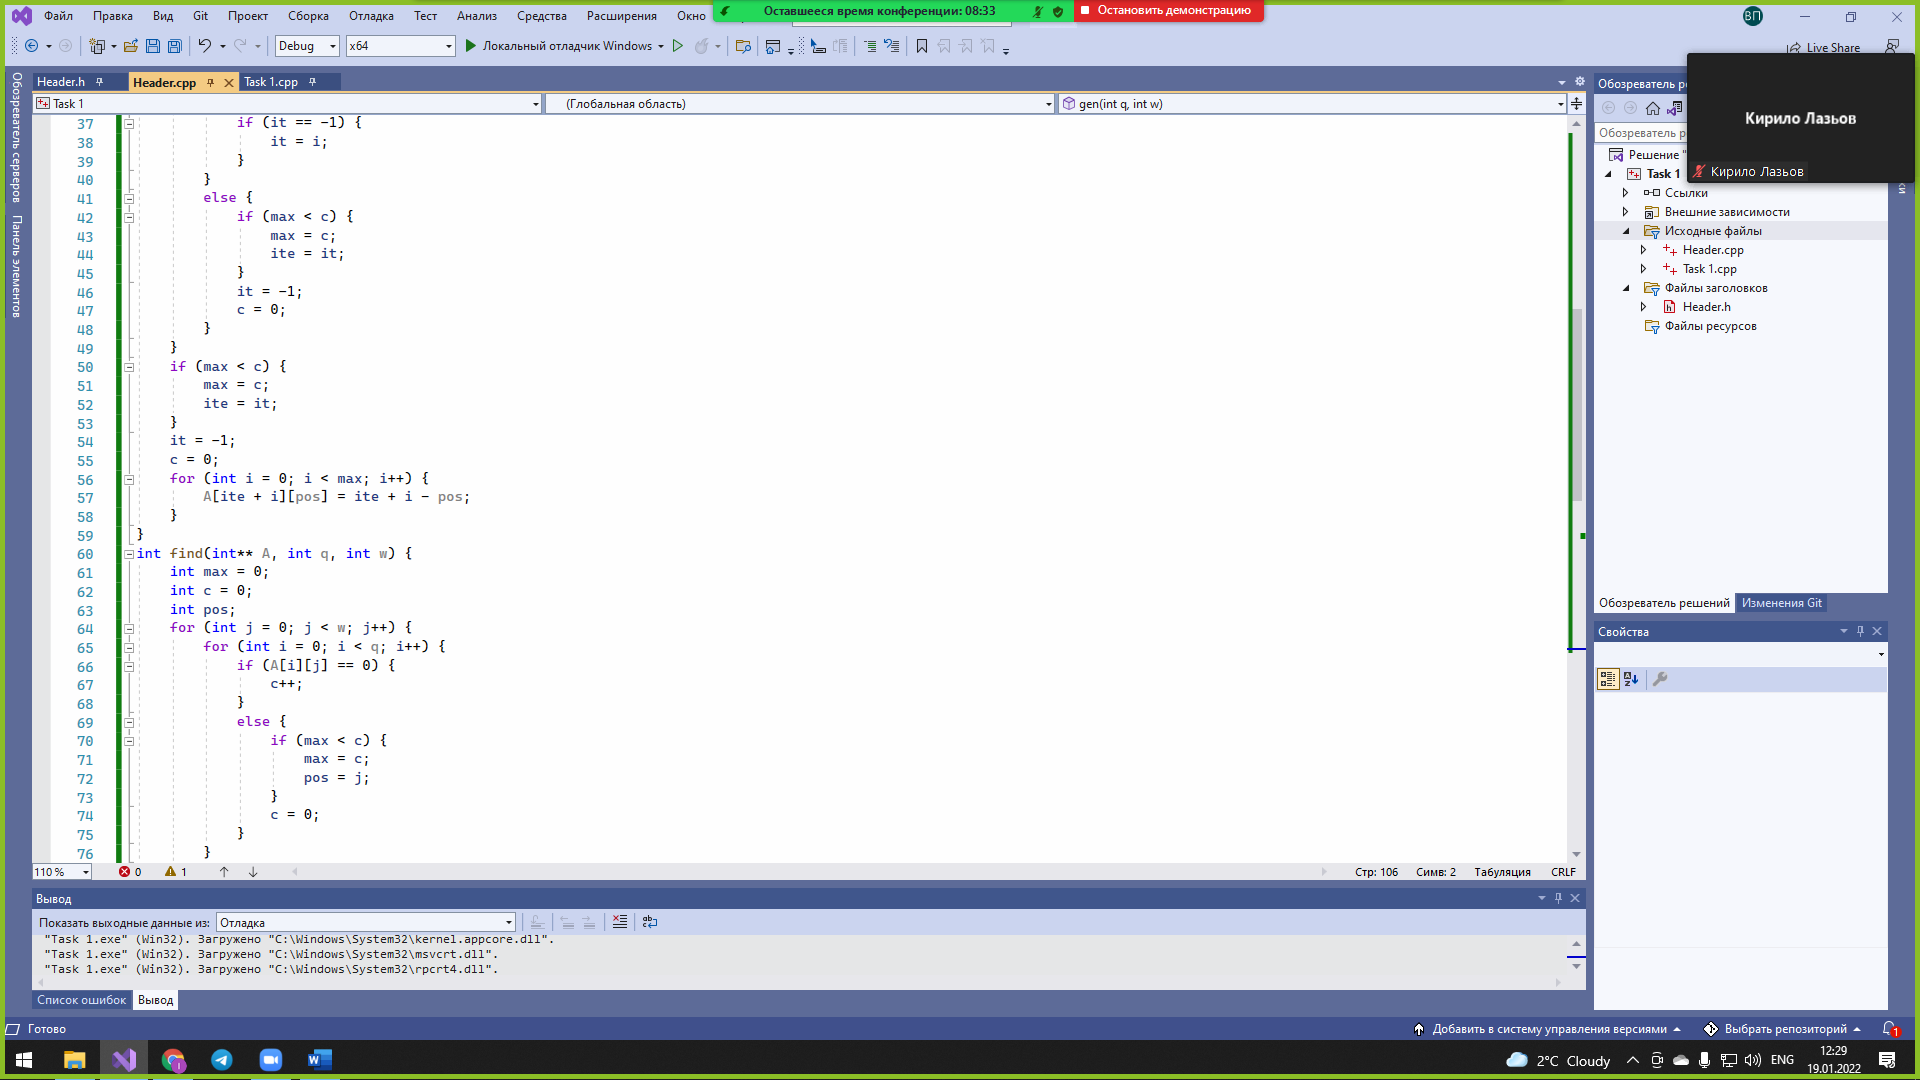 Файл Правка Вид Git Проект Сборка Отладка Тест Анализ Средства Расширения Окно
Оставшееся время конференции: 08:33
Остановить демонстрацию
ВП
Debug x64 Локальный отладчик Windows Live Share
Обозреватель серверов
Панель элементов
Header.h Header.cpp Task 1.cpp
Task 1 (Глобальная область) gen(int q, int w)
37 if (it == -1) {
38 it = i;
39 }
40 }
41 else {
42 if (max < c) {
43 max = c;
44 ite = it;
45 }
46 it = -1;
47 c = 0;
48 }
49 }
50 if (max < c) {
51 max = c;
52 ite = it;
53 }
54 it = -1;
55 c = 0;
56 for (int i = 0; i < max; i++) {
57 A[ite + i][pos] = ite + i - pos;
58 }
59 }
60 int find(int** A, int q, int w) {
61 int max = 0;
62 int c = 0;
63 int pos;
64 for (int j = 0; j < w; j++) {
65 for (int i = 0; i < q; i++) {
66 if (A[i][j] == 0) {
67 c++;
68 }
69 else {
70 if (max < c) {
71 max = c;
72 pos = j;
73 }
74 c = 0;
75 }
76 }
110 % 0 1 Стр: 106 Симв: 2 Табуляция CRLF
Вывод
Показать выходные данные из: Отладка
"Task 1.exe" (Win32). Загружено "C:\Windows\System32\kernel.appcore.dll".
"Task 1.exe" (Win32). Загружено "C:\Windows\System32\msvcrt.dll".
"Task 1.exe" (Win32). Загружено "C:\Windows\System32\rpcrt4.dll".
Список ошибок Вывод
Обозреватель
Кирило Лазьов
Кирило Лазьов
Обозреватель
Решение "
Task 1
Ссылки
Внешние зависимости
Исходные файлы
Header.cpp
Task 1.cpp
Файлы заголовков
Header.h
Файлы ресурсов
Обозреватель решений Изменения Git
Свойства
Готово Добавить в систему управления версиями Выбрать репозиторий 1
2°C Cloudy ENG 12:29
19.01.2022